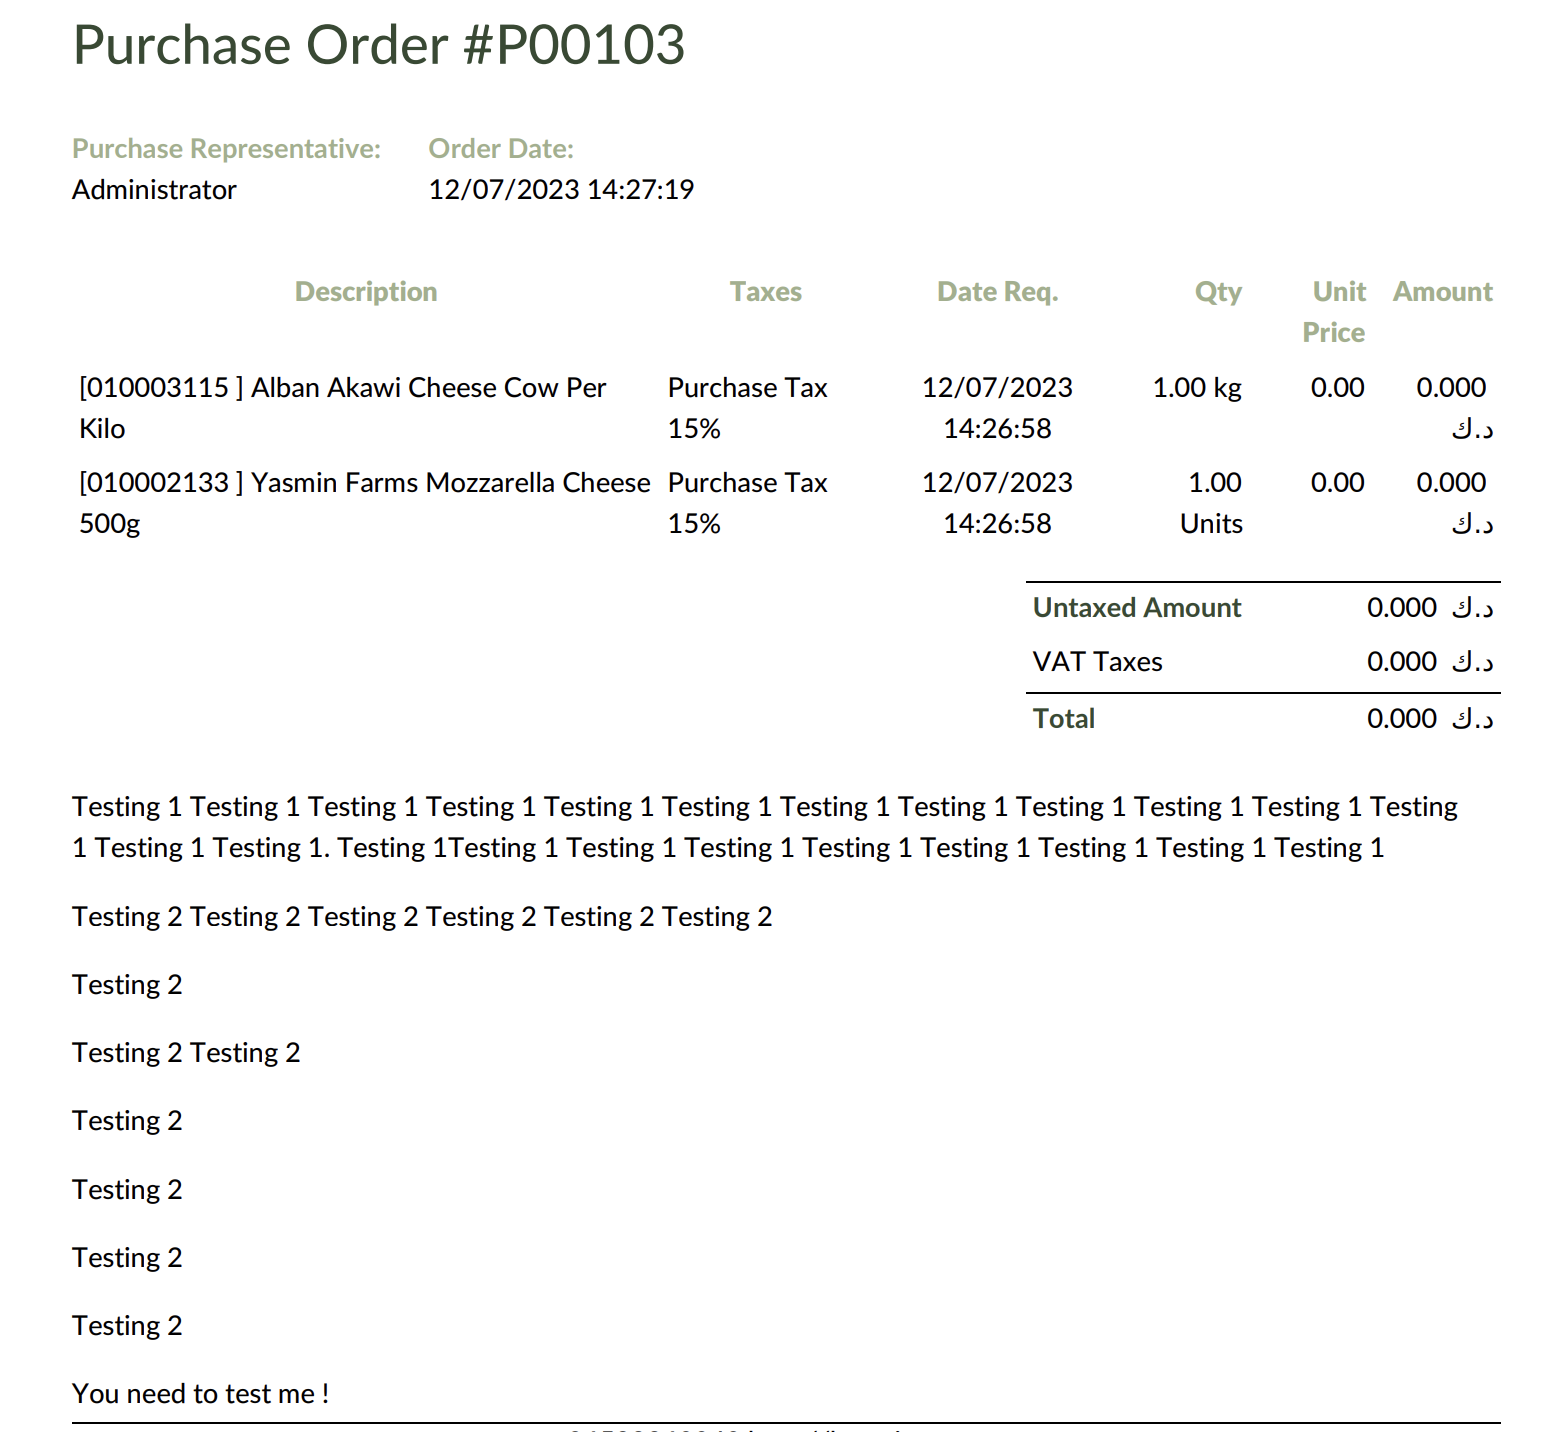 Purchase Order #P00103
Purchase Representative: Order Date:
Administrator 12/07/2023 14:27:19
Description Taxes Date Req. Qty Unit Amount
Price
[010003115 ] Alban Akawi Cheese Cow Per Purchase Tax 12/07/2023 1.00 kg 0.00 0.000
Kilo 15% 14:26:58 د.ك
[010002133 ] Yasmin Farms Mozzarella Cheese Purchase Tax 12/07/2023 1.00 0.00 0.000
500g 15% 14:26:58 Units د.ك
Untaxed Amount 0.000 د.ك
VAT Taxes 0.000 د.ك
Total 0.000 د.ك
Testing 1 Testing 1 Testing 1 Testing 1 Testing 1 Testing 1 Testing 1 Testing 1 Testing 1 Testing 1 Testing 1 Testing
1 Testing 1 Testing 1. Testing 1Testing 1 Testing 1 Testing 1 Testing 1 Testing 1 Testing 1 Testing 1 Testing 1
Testing 2 Testing 2 Testing 2 Testing 2 Testing 2 Testing 2
Testing 2
Testing 2 Testing 2
Testing 2
Testing 2
Testing 2
Testing 2
You need to test me !